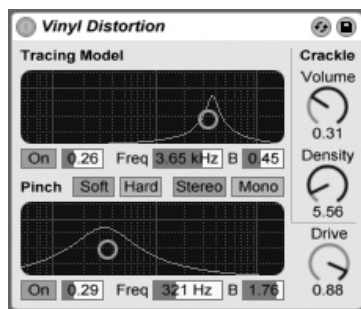 Vinyl Distortion
Tracing Model
Crackle
Volume
0.31
On 0.26 Freq 3.65 kHz B 0.45
Density
5.56
Pinch Soft Hard Stereo Mono
Drive
0.88
On 0.29 Freq 321 Hz B 1.76